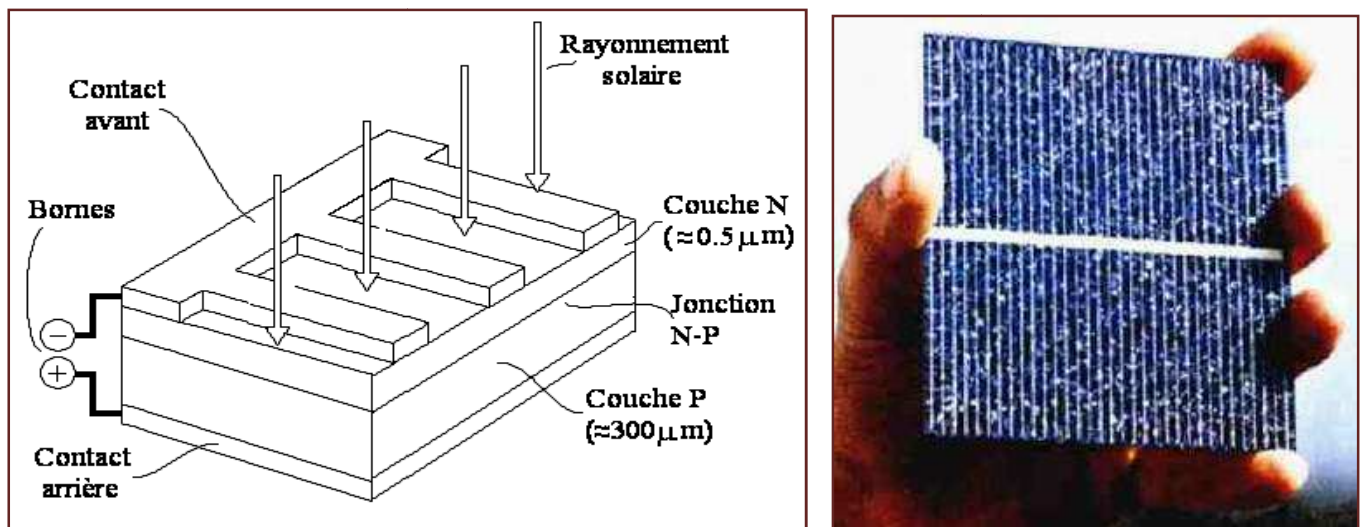 Rayonnement
solaire
Contact
avant
Bornes
Couche N
(≈0.5 μm)
Jonction
N-P
−
+
Couche P
(≈300 μm)
Contact
arrière